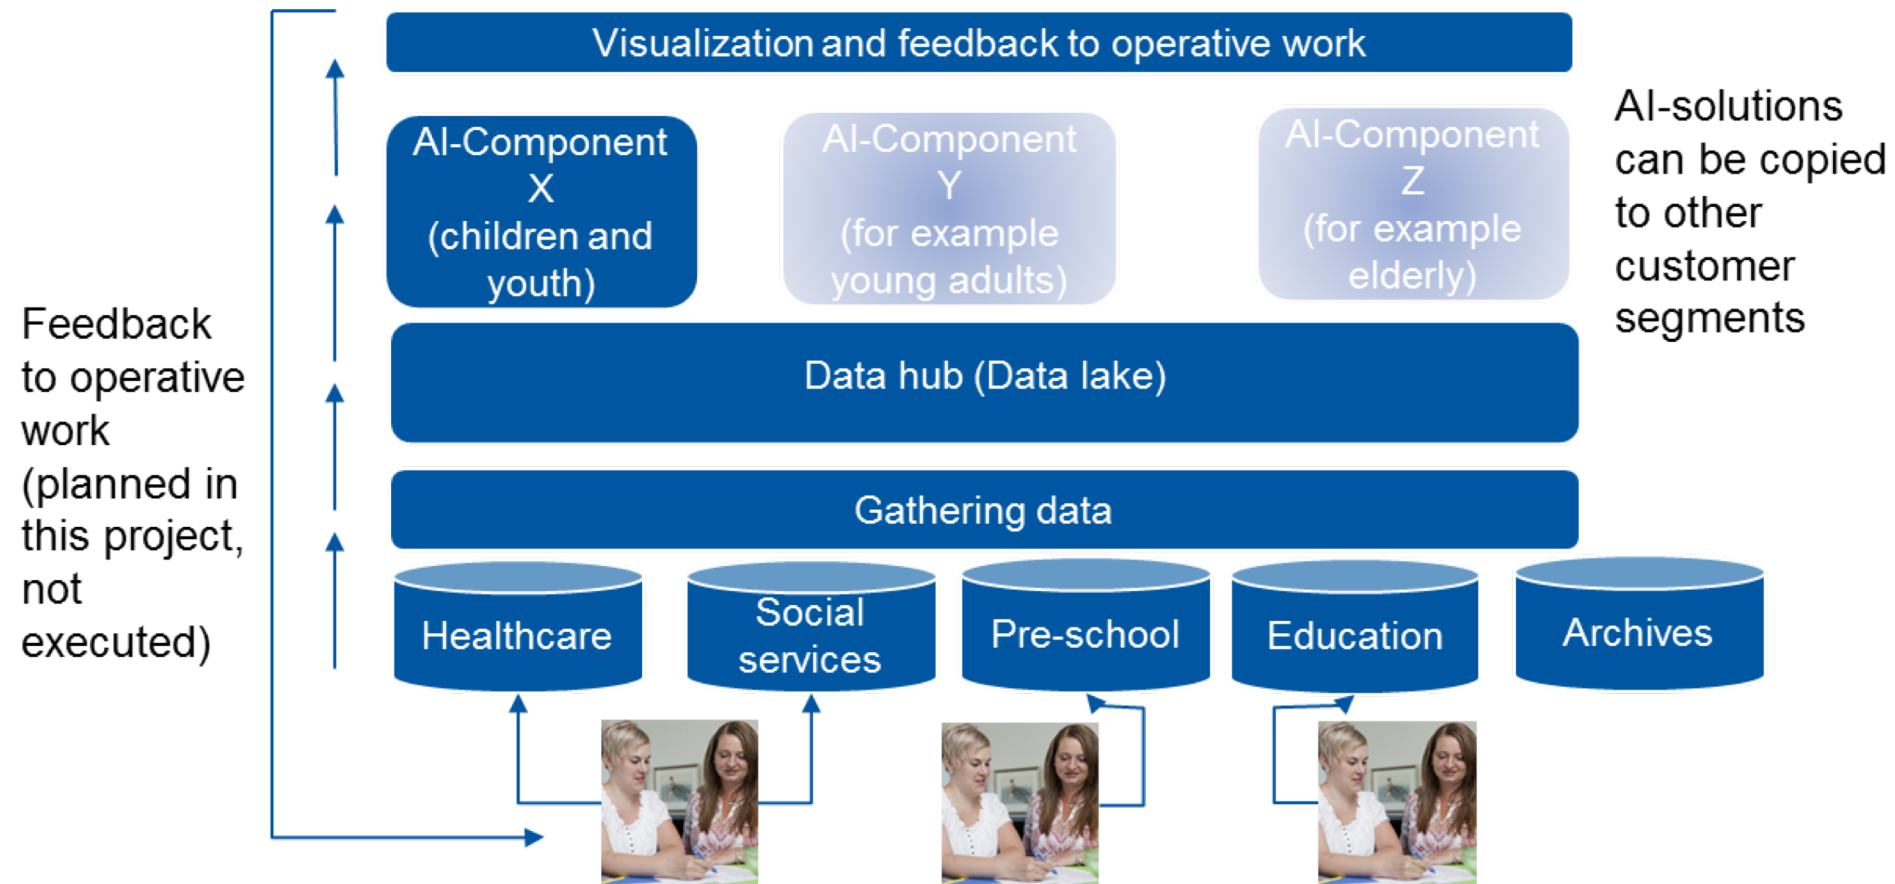 Visualization and feedback to operative work
AI-Component
X
(children and
youth)
AI-Component
Y
(for example
young adults)
AI-Component
Z
(for example
elderly)
AI-solutions
can be copied
to other
customer
segments
Feedback
to operative
work
(planned in
this project,
not
executed)
Data hub (Data lake)
Gathering data
Healthcare
Social
services
Pre-school
Education
Archives